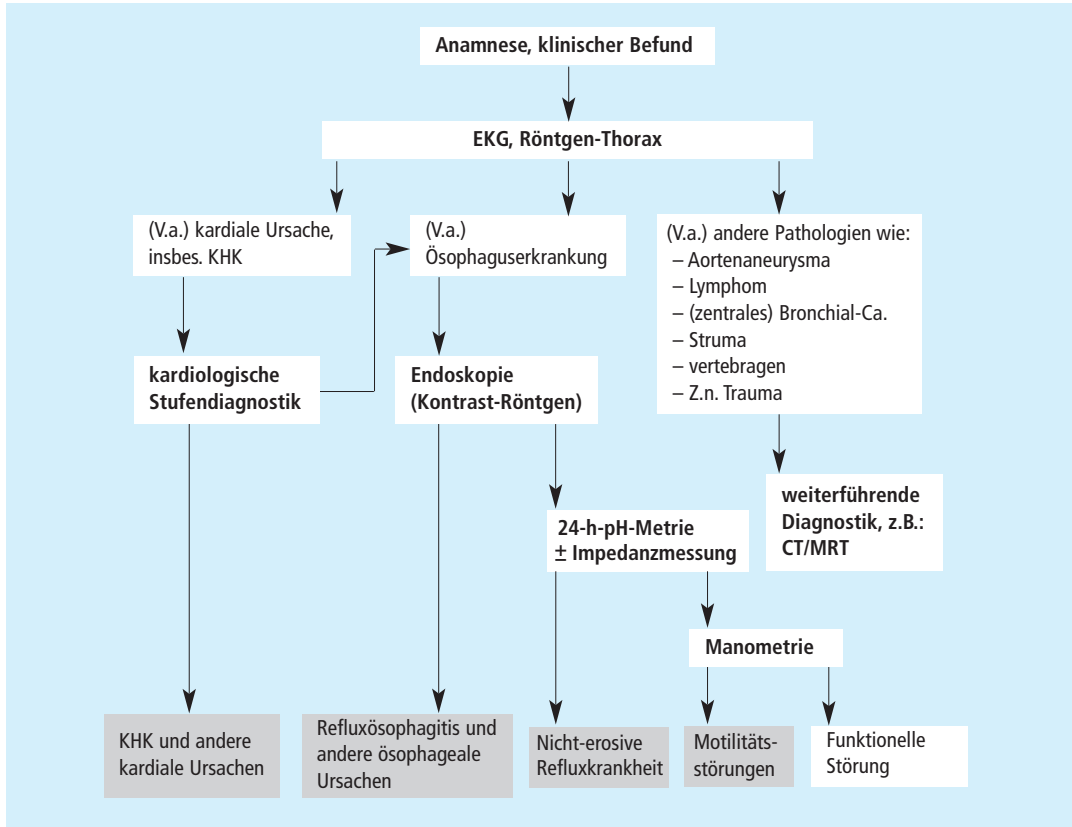 Anamnese, klinischer Befund
EKG, Röntgen-Thorax
(V.a.) kardiale Ursache,
insbes. KHK
(V.a.)
Ösophaguserkrankung
(V.a.) andere Pathologien wie:
– Aortenaneurysma
– Lymphom
– (zentrales) Bronchial-Ca.
– Struma
– vertebragen
– Z.n. Trauma
kardiologische
Stufendiagnostik
Endoskopie
(Kontrast-Röntgen)
weiterführende
Diagnostik, z.B.:
CT/MRT
24-h-pH-Metrie
± Impedanzmessung
Manometrie
KHK und andere
kardiale Ursachen
Refluxösophagitis und
andere ösophageale
Ursachen
Nicht-erosive
Refluxkrankheit
Motilitäts-
störungen
Funktionelle
Störung